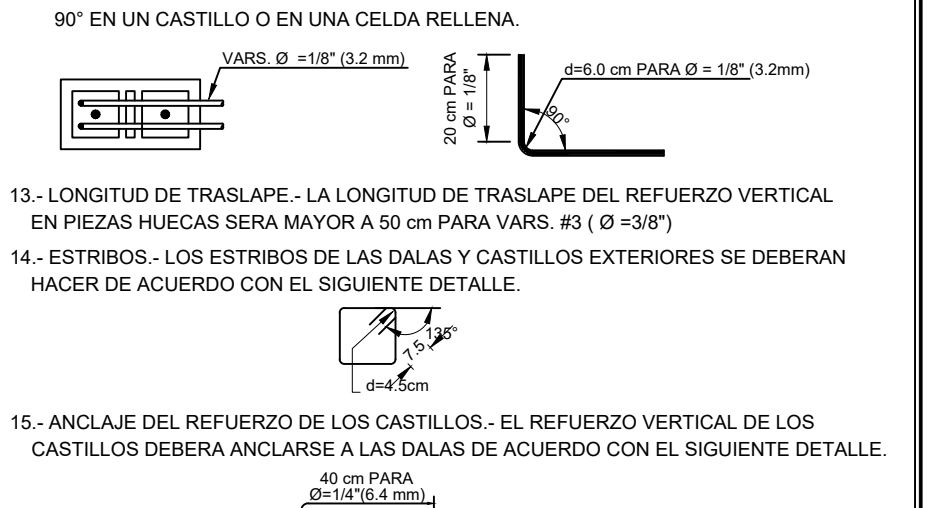 90° EN UN CASTILLO O EN UNA CELDA RELLENA.
VARS. Ø =1/8" (3.2 mm)
20 cm PARA
Ø = 1/8"
d=6.0 cm PARA Ø = 1/8" (3.2mm)
90°
13.- LONGITUD DE TRASLAPE.- LA LONGITUD DE TRASLAPE DEL REFUERZO VERTICAL
EN PIEZAS HUECAS SERA MAYOR A 50 cm PARA VARS. #3 ( Ø =3/8")
14.- ESTRIBOS.- LOS ESTRIBOS DE LAS DALAS Y CASTILLOS EXTERIORES SE DEBERAN
HACER DE ACUERDO CON EL SIGUIENTE DETALLE.
135°
7.5
d=4.5cm
15.- ANCLAJE DEL REFUERZO DE LOS CASTILLOS.- EL REFUERZO VERTICAL DE LOS
CASTILLOS DEBERA ANCLARSE A LAS DALAS DE ACUERDO CON EL SIGUIENTE DETALLE.
40 cm PARA
Ø=1/4"(6.4 mm)